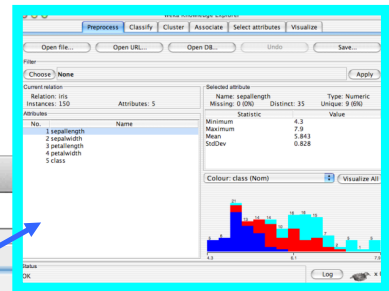 Weka Knowledge Explorer
Preprocess Classify Cluster Associate Select attributes Visualize
Open file... Open URL... Open DB... Undo Save...
Filter
Choose None Apply
Current relation
Relation: iris
Instances: 150 Attributes: 5
Selected attribute
Name: sepallength Type: Numeric
Missing: 0 (0%) Distinct: 35 Unique: 9 (6%)
Attributes
No. Name
1 sepallength
2 sepalwidth
3 petallength
4 petalwidth
5 class
Statistic Value
Minimum 4.3
Maximum 7.9
Mean 5.843
StdDev 0.828
Colour: class (Nom) Visualize All
4.3 6.1 7.9
Status
OK
Log x 1